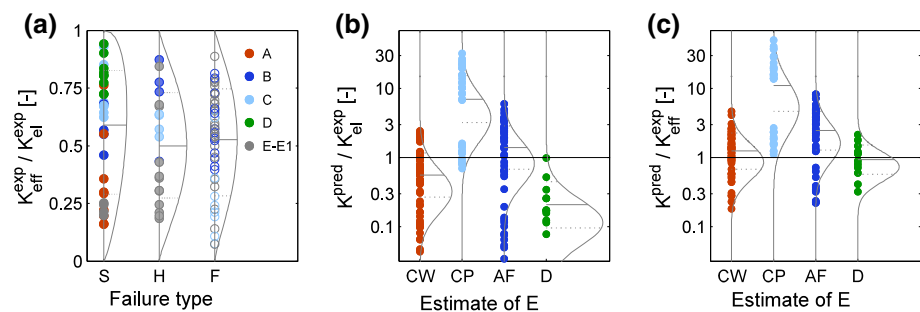 (a)
K_eff^exp / K_el^exp [-]
1
0.75
0.5
0.25
0
S H F
Failure type
A
B
C
D
E-E1
(b)
K^pred / K_el^exp [-]
30
10
3
1
0.3
0.1
CW CP AF D
Estimate of E
(c)
K^pred / K_eff^exp [-]
30
10
3
1
0.3
0.1
CW CP AF D
Estimate of E